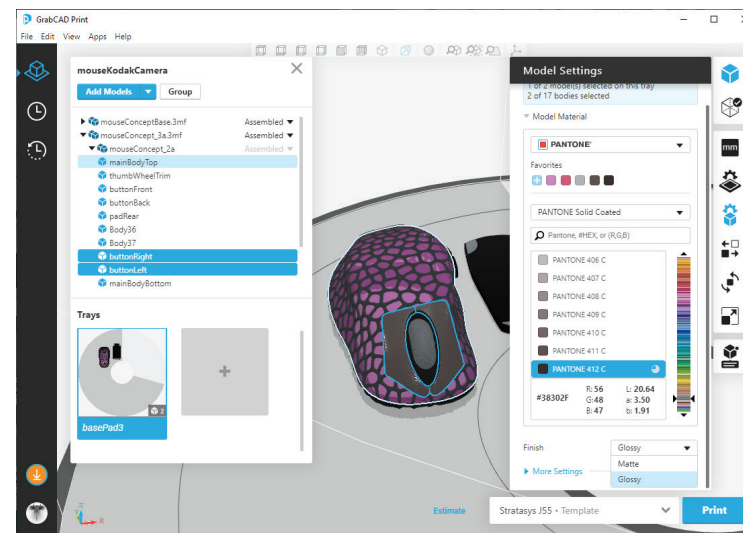 GrabCAD Print
File Edit View Apps Help
mouseKodakCamera
Add Models Group
mouseConceptBase.3mf Assembled
mouseConcept_3a.3mf Assembled
mouseConcept_2a Assembled
mainBodyTop
thumbWheelTrim
buttonFront
buttonBack
padRear
Body36
Body37
buttonRight
buttonLeft
mainBodyBottom
Trays
2
basePad3
Model Settings
1 of 2 model(s) selected on this tray
2 of 17 bodies selected
Model Material
PANTONE®
Favorites
PANTONE Solid Coated
Pantone, #HEX, or (R,G,B)
PANTONE 406 C
PANTONE 407 C
PANTONE 408 C
PANTONE 409 C
PANTONE 410 C
PANTONE 411 C
PANTONE 412 C
R: 56 L: 20.64
#38302F G:48 a: 3.50
B: 47 b: 1.91
Finish Glossy
Matte
Glossy
More Settings
mm
Estimate Stratasys J55 • Template Print